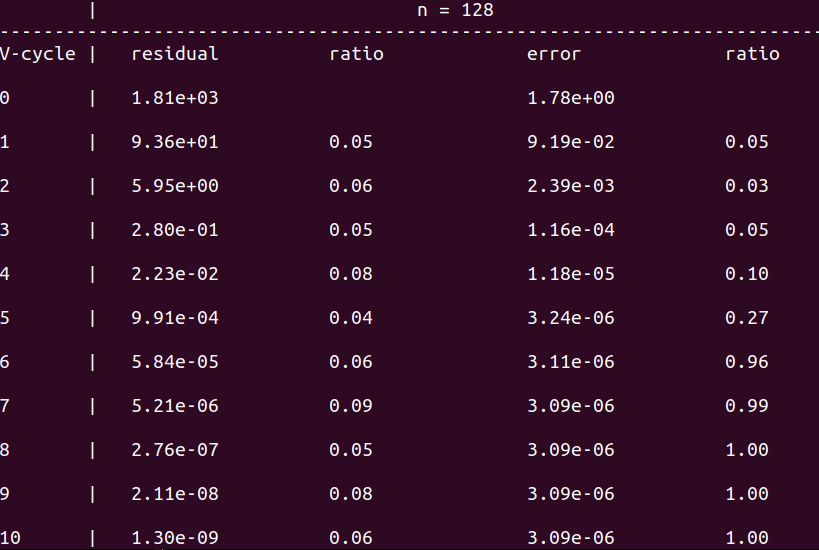 | n = 128
--------------------------------------------------------------------------
V-cycle | residual ratio error ratio
0 | 1.81e+03 1.78e+00
1 | 9.36e+01 0.05 9.19e-02 0.05
2 | 5.95e+00 0.06 2.39e-03 0.03
3 | 2.80e-01 0.05 1.16e-04 0.05
4 | 2.23e-02 0.08 1.18e-05 0.10
5 | 9.91e-04 0.04 3.24e-06 0.27
6 | 5.84e-05 0.06 3.11e-06 0.96
7 | 5.21e-06 0.09 3.09e-06 0.99
8 | 2.76e-07 0.05 3.09e-06 1.00
9 | 2.11e-08 0.08 3.09e-06 1.00
10 | 1.30e-09 0.06 3.09e-06 1.00